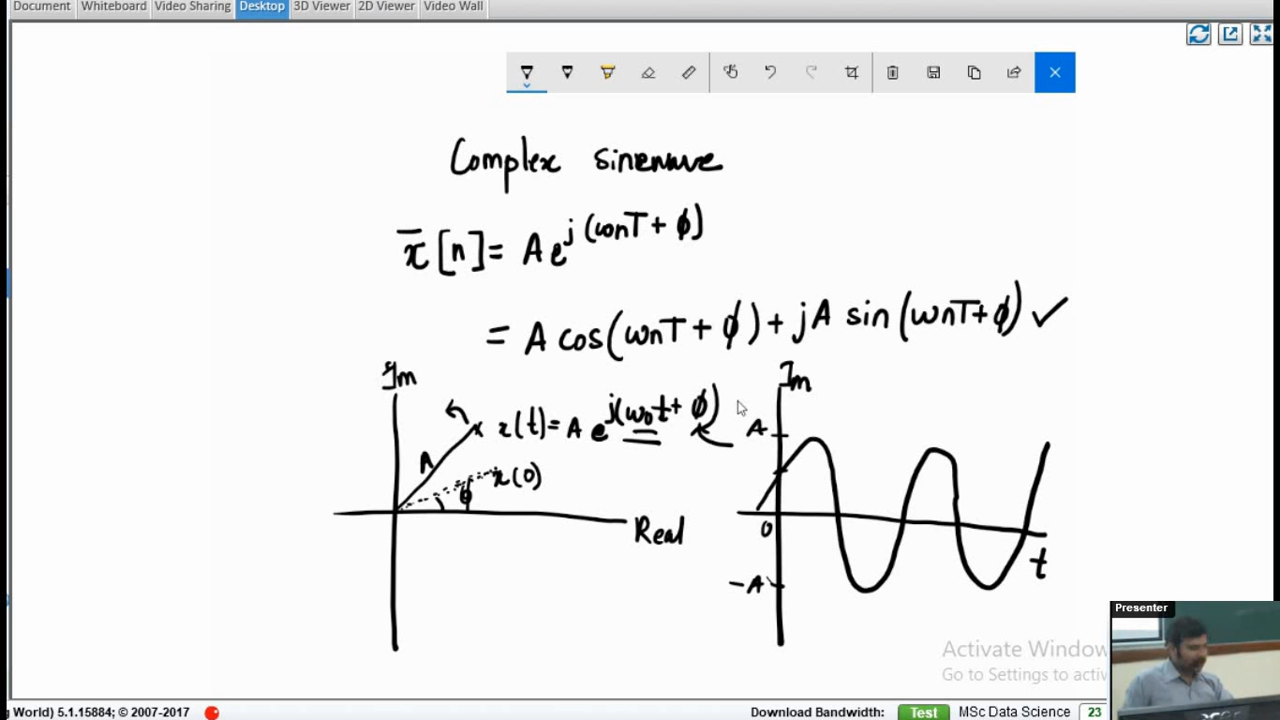 Document Whiteboard Video Sharing Desktop 3D Viewer 2D Viewer Video Wall
Complex sinewave
x̄[n] = A e^{j(ωnT + φ)}
= A cos(ωnT + φ) + jA sin(ωnT + φ) ✓
Im
x(t) = A e^{j(ω₀t + φ)}
A
x(0)
φ
Real
Im
A
0
-A
t
Presenter
Activate Window
Go to Settings to activ
ng World) 5.1.15884; © 2007-2017
Download Bandwidth: Test MSc Data Science 23